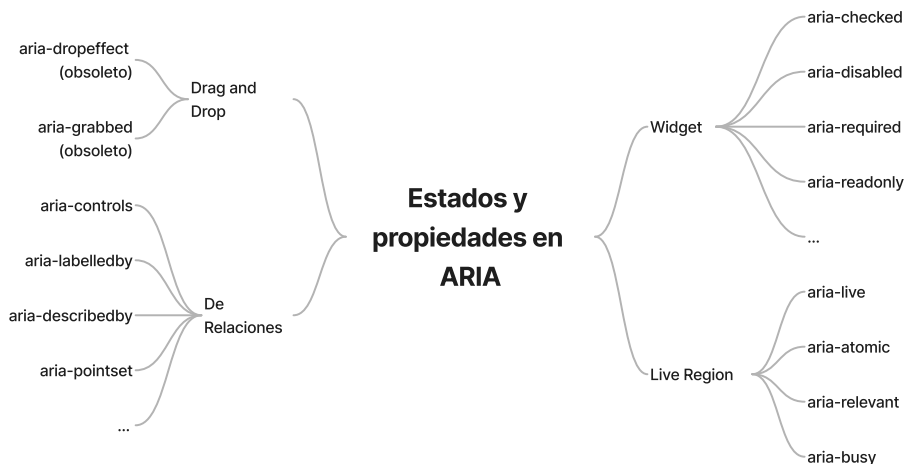 Estados y
propiedades en
ARIA
Drag and
Drop
aria-dropeffect
(obsoleto)
aria-grabbed
(obsoleto)
De
Relaciones
aria-controls
aria-labelledby
aria-describedby
aria-pointset
...
Widget
aria-checked
aria-disabled
aria-required
aria-readonly
...
Live Region
aria-live
aria-atomic
aria-relevant
aria-busy